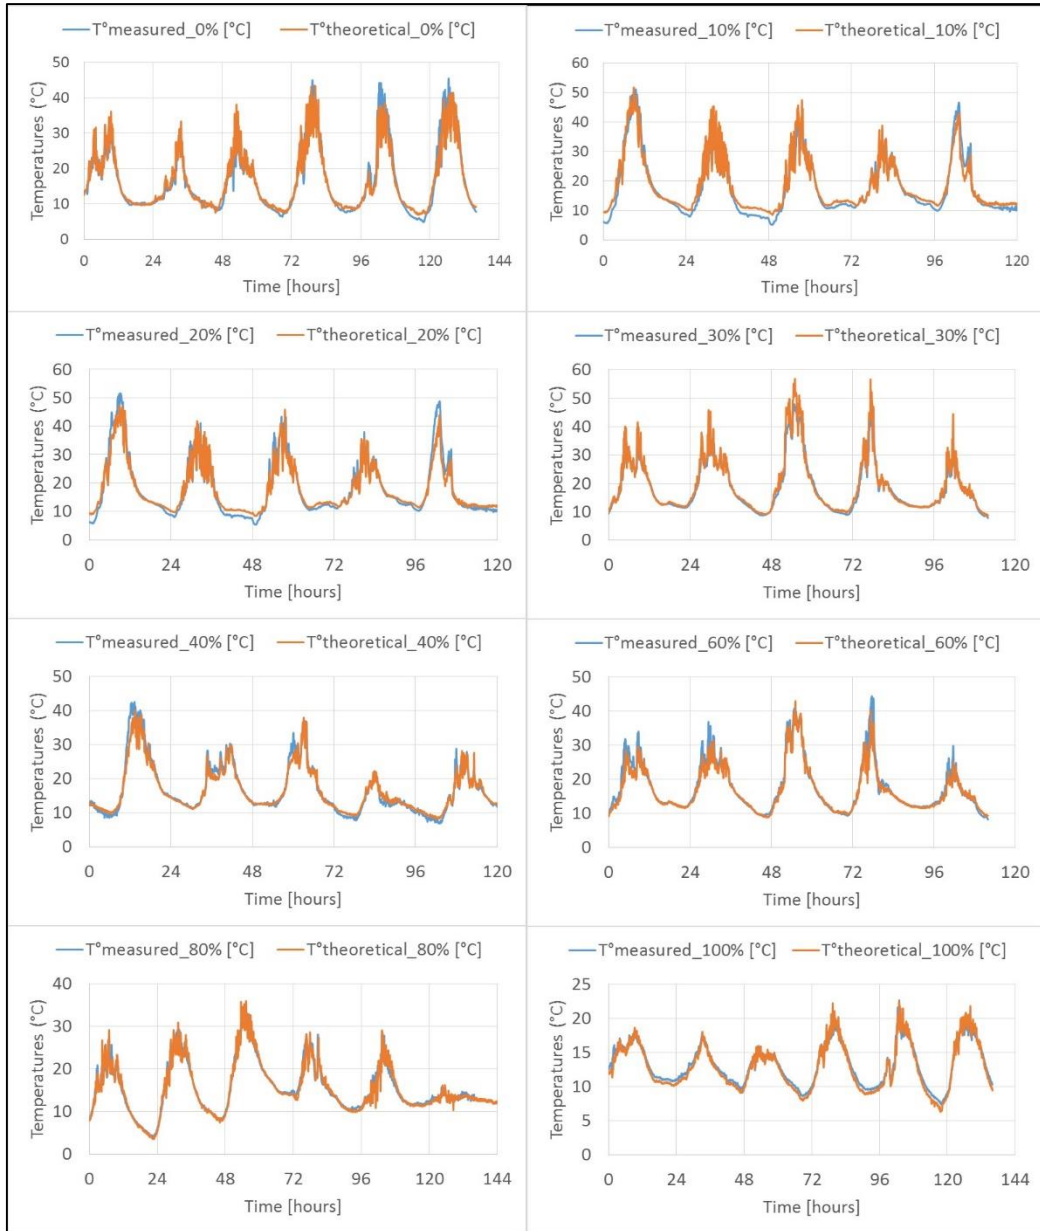 T°measured_0% [°C] T°theoretical_0% [°C]
Temperatures (°C)
50
40
30
20
10
0
0 24 48 72 96 120 144
Time [hours]
T°measured_10% [°C] T°theoretical_10% [°C]
Temperatures (°C)
60
50
40
30
20
10
0
0 24 48 72 96 120
Time [hours]
T°measured_20% [°C] T°theoretical_20% [°C]
Temperatures (°C)
60
50
40
30
20
10
0
0 24 48 72 96 120
Time [hours]
T°measured_30% [°C] T°theoretical_30% [°C]
Temperatures (°C)
60
50
40
30
20
10
0
0 24 48 72 96 120
Time [hours]
T°measured_40% [°C] T°theoretical_40% [°C]
Temperatures (°C)
50
40
30
20
10
0
0 24 48 72 96 120
Time [hours]
T°measured_60% [°C] T°theoretical_60% [°C]
Temperatures (°C)
50
40
30
20
10
0
0 24 48 72 96 120
Time [hours]
T°measured_80% [°C] T°theoretical_80% [°C]
Temperatures (°C)
40
30
20
10
0
0 24 48 72 96 120 144
Time [hours]
T°measured_100% [°C] T°theoretical_100% [°C]
Temperatures (°C)
25
20
15
10
5
0
0 24 48 72 96 120 144
Time [hours]